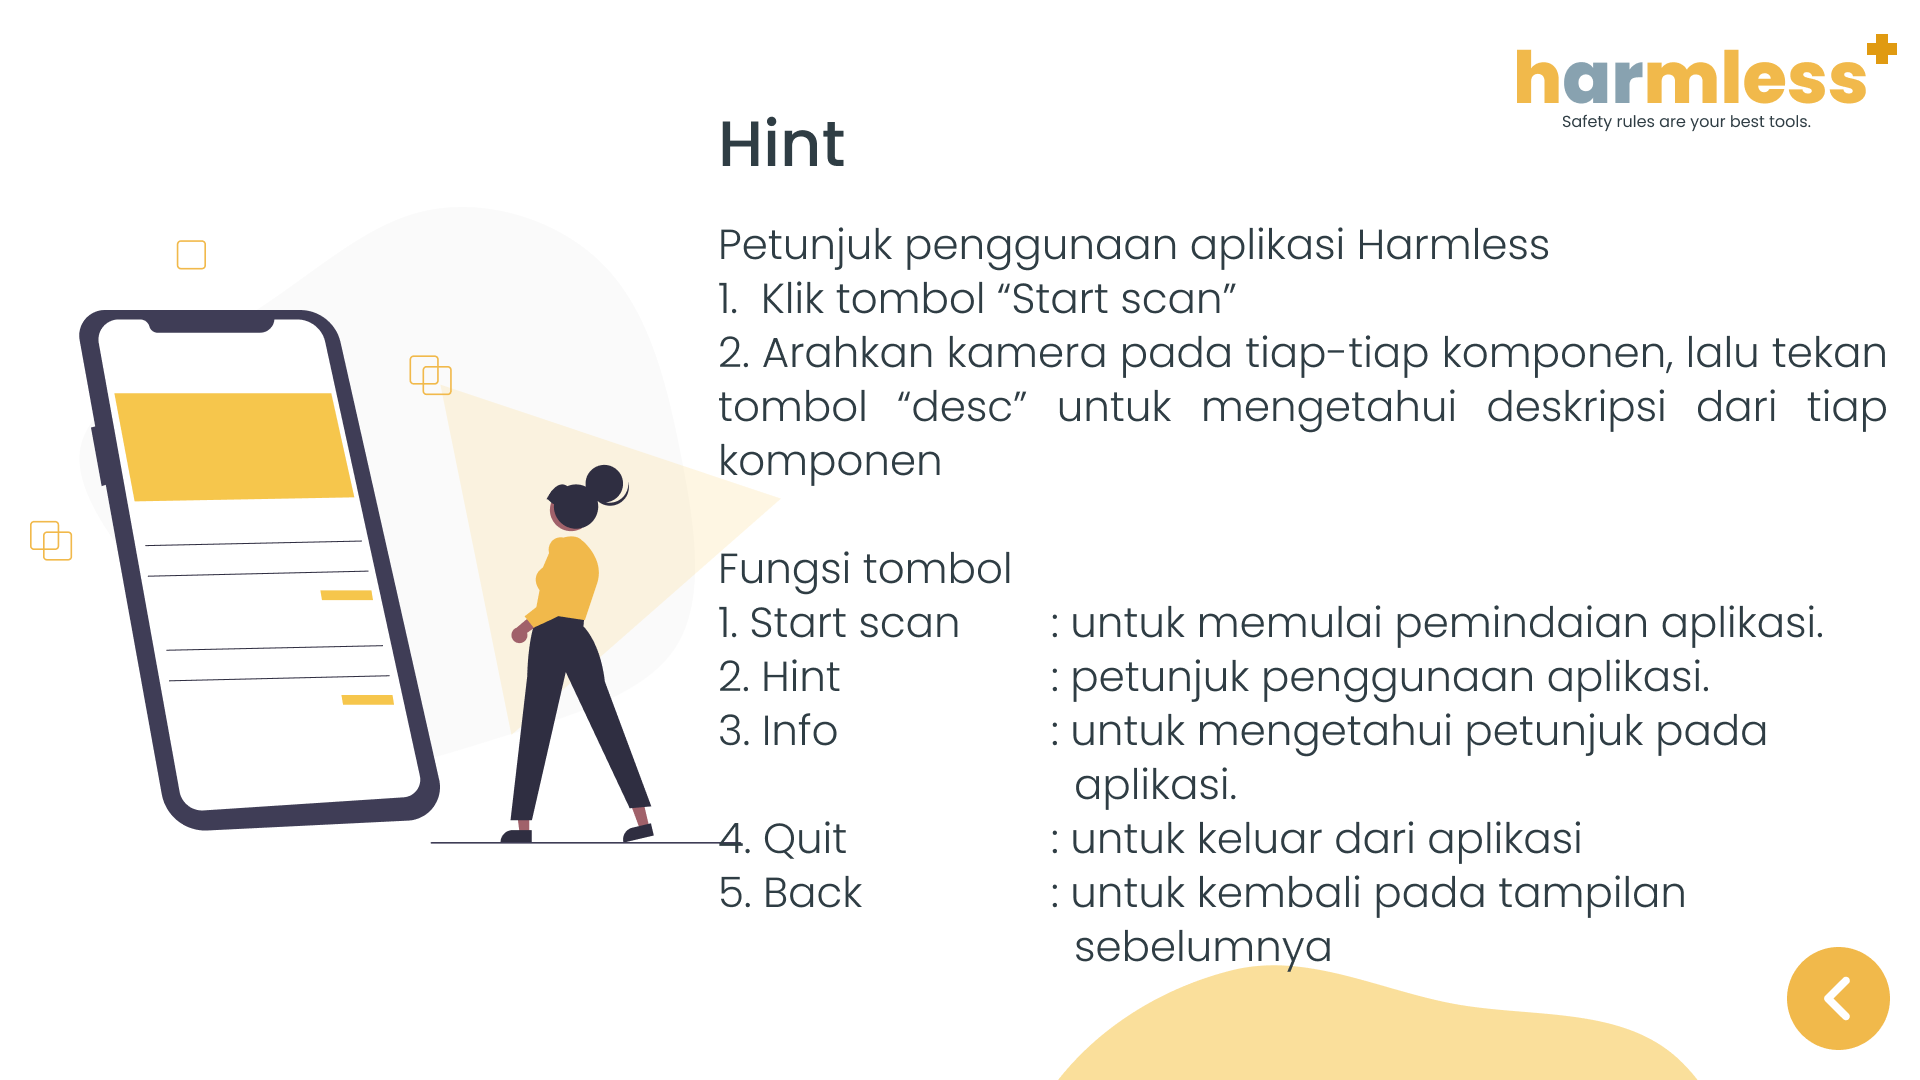 harmless
Safety rules are your best tools.
Hint
Petunjuk penggunaan aplikasi Harmless
1. Klik tombol “Start scan”
2. Arahkan kamera pada tiap-tiap komponen, lalu tekan
tombol “desc” untuk mengetahui deskripsi dari tiap
komponen
Fungsi tombol
1. Start scan : untuk memulai pemindaian aplikasi.
2. Hint : petunjuk penggunaan aplikasi.
3. Info : untuk mengetahui petunjuk pada
aplikasi.
4. Quit : untuk keluar dari aplikasi
5. Back : untuk kembali pada tampilan
sebelumnya